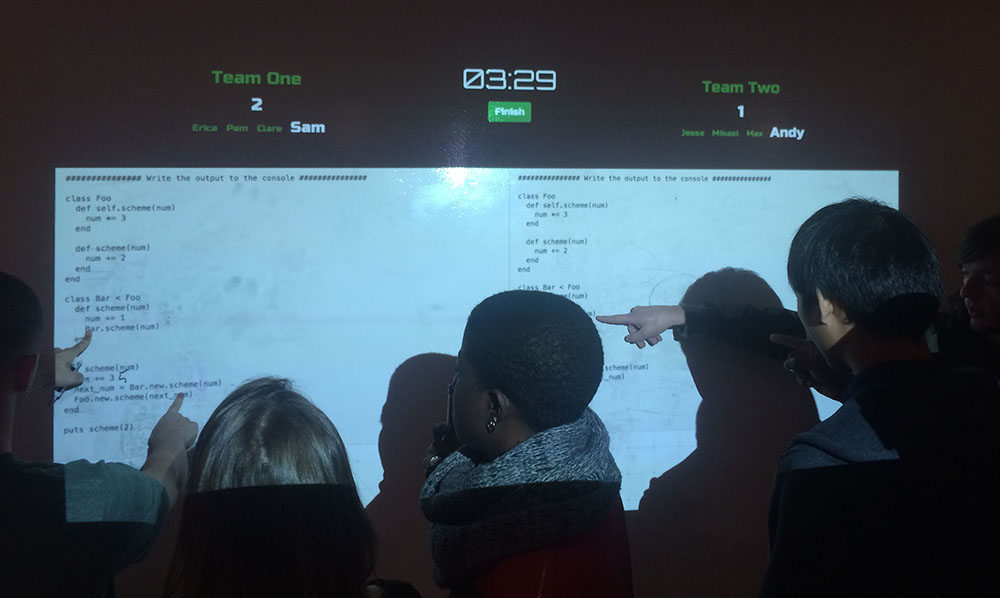 Team One
2
Erica Pam Clare Sam
03:29
Finish
Team Two
1
Jesse Mikael Max Andy
############### Write the output to the console ###############
class Foo
def self.scheme(num)
num *= 3
end
def scheme(num)
num += 2
end
end
class Bar < Foo
def scheme(num)
num += 1
Bar.scheme(num)
scheme(num)
+= 3 5
next_num = Bar.new.scheme(num)
Foo.new.scheme(next_num)
end
puts scheme(2)
############### Write the output to the console ###############
class Foo
def self.scheme(num)
num *= 3
end
def scheme(num)
num += 2
end
end
class Bar < Foo
scheme(num)